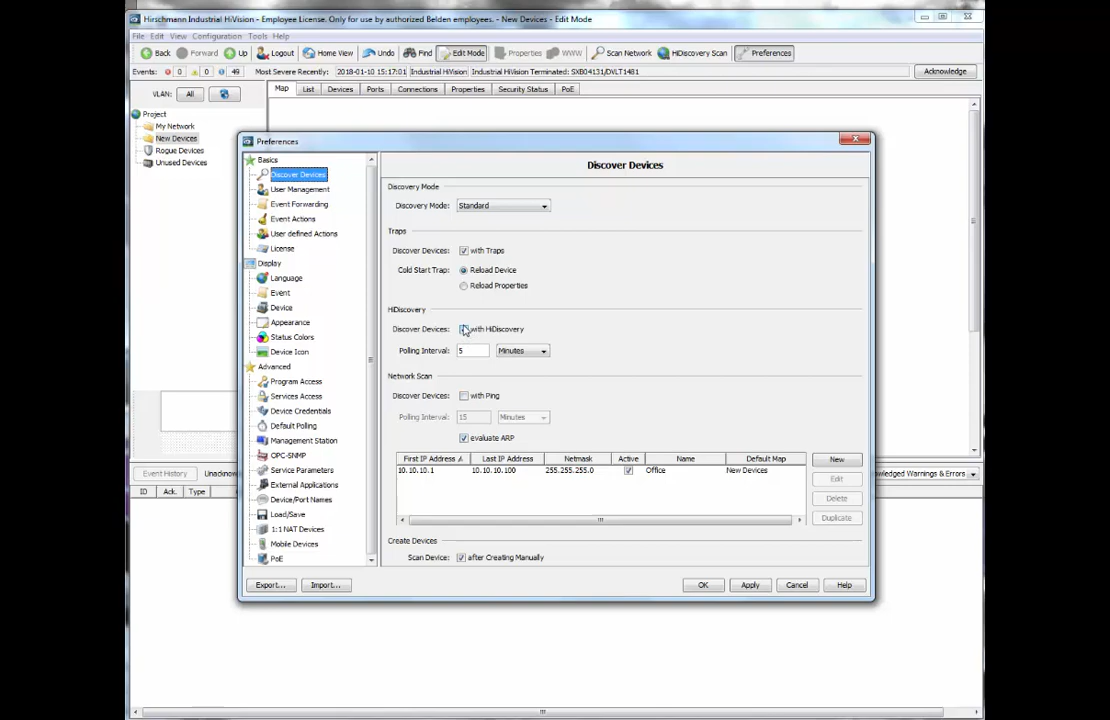 Hirschmann Industrial HiVision - Employee License. Only for use by authorized Belden employees. - New Devices - Edit Mode
File Edit View Configuration Tools Help
Back Forward Up Logout Home View Undo Find Edit Mode Properties WWW Scan Network HiDiscovery Scan Preferences
Events: 0 0 49 Most Severe Recently: 2018-01-10 15:17:01 Industrial HiVision Industrial HiVision Terminated: SXB04131/DVLT1481 Acknowledge
VLAN: All
Map List Devices Ports Connections Properties Security Status PoE
Project
My Network
New Devices
Rogue Devices
Unused Devices
Event History Unacknow
ID Ack. Type
Preferences
Basics
Discover Devices
User Management
Event Forwarding
Event Actions
User defined Actions
License
Display
Language
Event
Device
Appearance
Status Colors
Device Icon
Advanced
Program Access
Services Access
Device Credentials
Default Polling
Management Station
OPC-SNMP
Service Parameters
External Applications
Device/Port Names
Load/Save
1:1 NAT Devices
Mobile Devices
PoE
Discover Devices
Discovery Mode
Discovery Mode: Standard
Traps
Discover Devices: with Traps
Cold Start Trap: Reload Device
Reload Properties
HiDiscovery
Discover Devices: with HiDiscovery
Polling Interval: 5 Minutes
Network Scan
Discover Devices: with Ping
Polling Interval: 15 Minutes
evaluate ARP
First IP Address Last IP Address Netmask Active Name Default Map
10.10.10.1 10.10.10.100 255.255.255.0 Office New Devices
New
Edit
Delete
Duplicate
Create Devices
Scan Device: after Creating Manually
Export... Import... OK Apply Cancel Help
nowledged Warnings & Errors